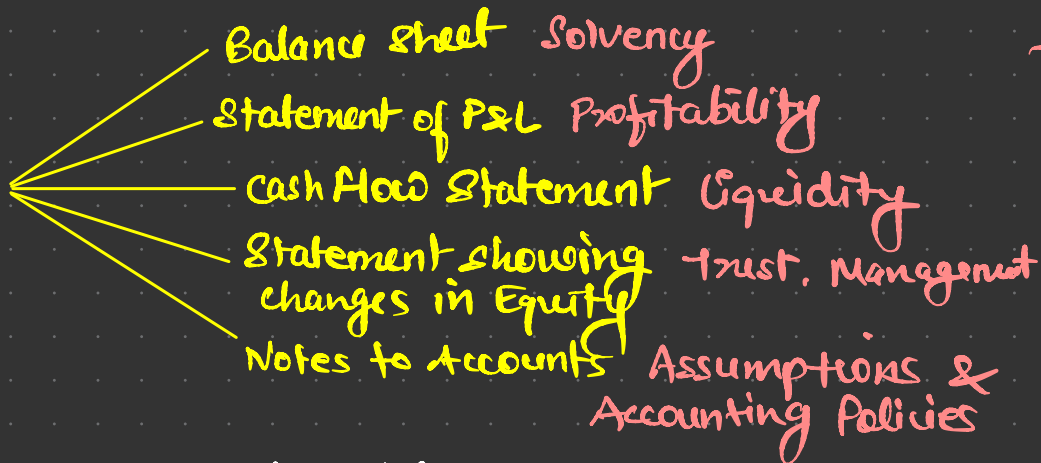 Balance Sheet Solvency
Statement of P&L Profitability
Cash Flow Statement Liquidity
Statement showing Trust, Management
changes in Equity
Notes to Accounts Assumptions &
Accounting Policies